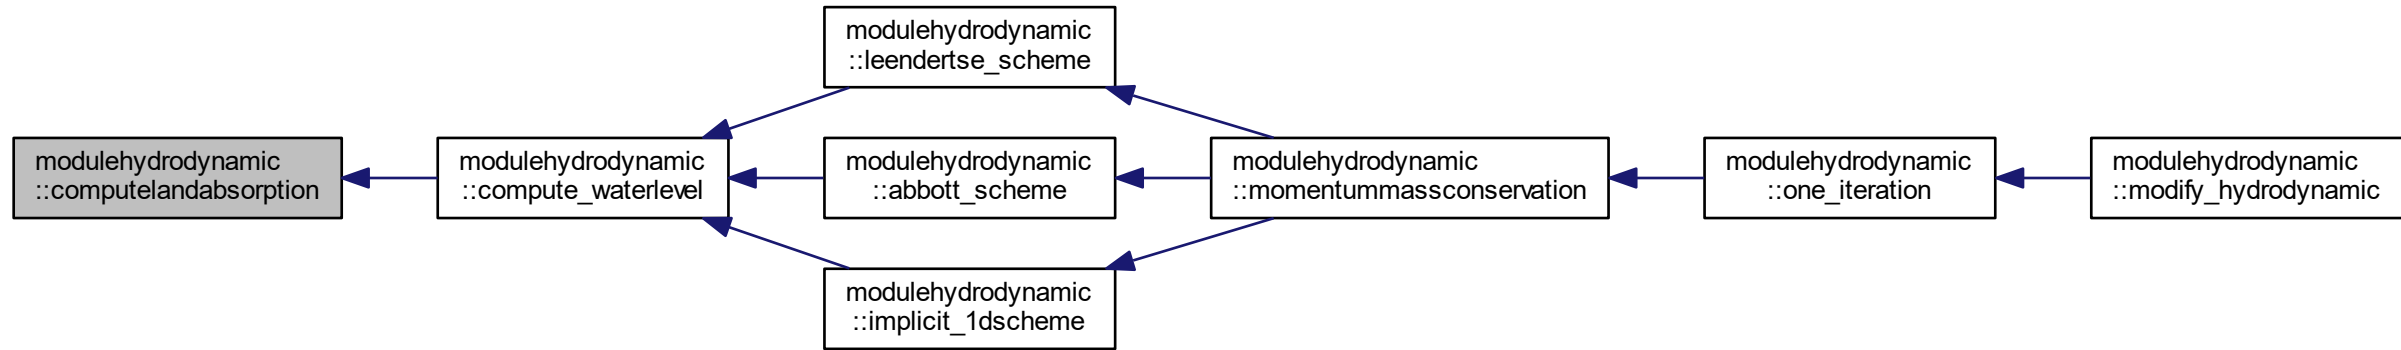 modulehydrodynamic
::leendertse_scheme
modulehydrodynamic
::computelandabsorption
modulehydrodynamic
::compute_waterlevel
modulehydrodynamic
::abbott_scheme
modulehydrodynamic
::momentummassconservation
modulehydrodynamic
::one_iteration
modulehydrodynamic
::modify_hydrodynamic
modulehydrodynamic
::implicit_1dscheme